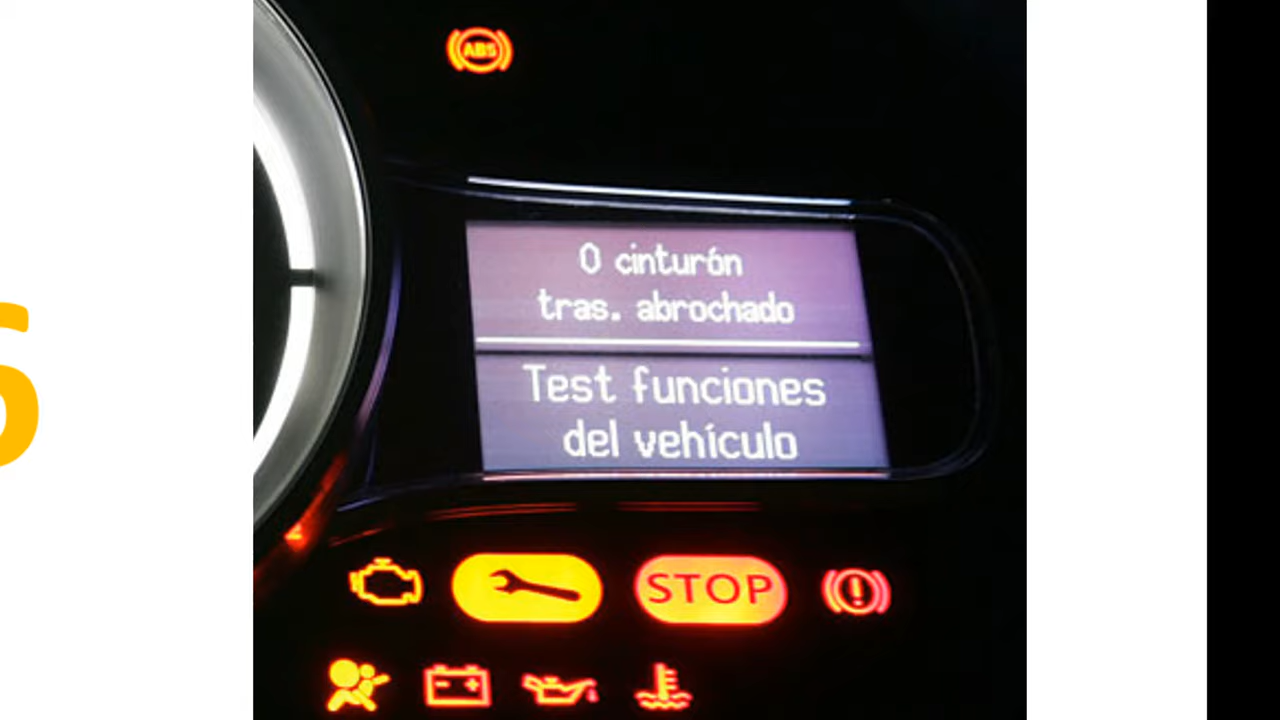 ABS
0 cinturón
tras. abrochado
Test funciones
del vehículo
STOP